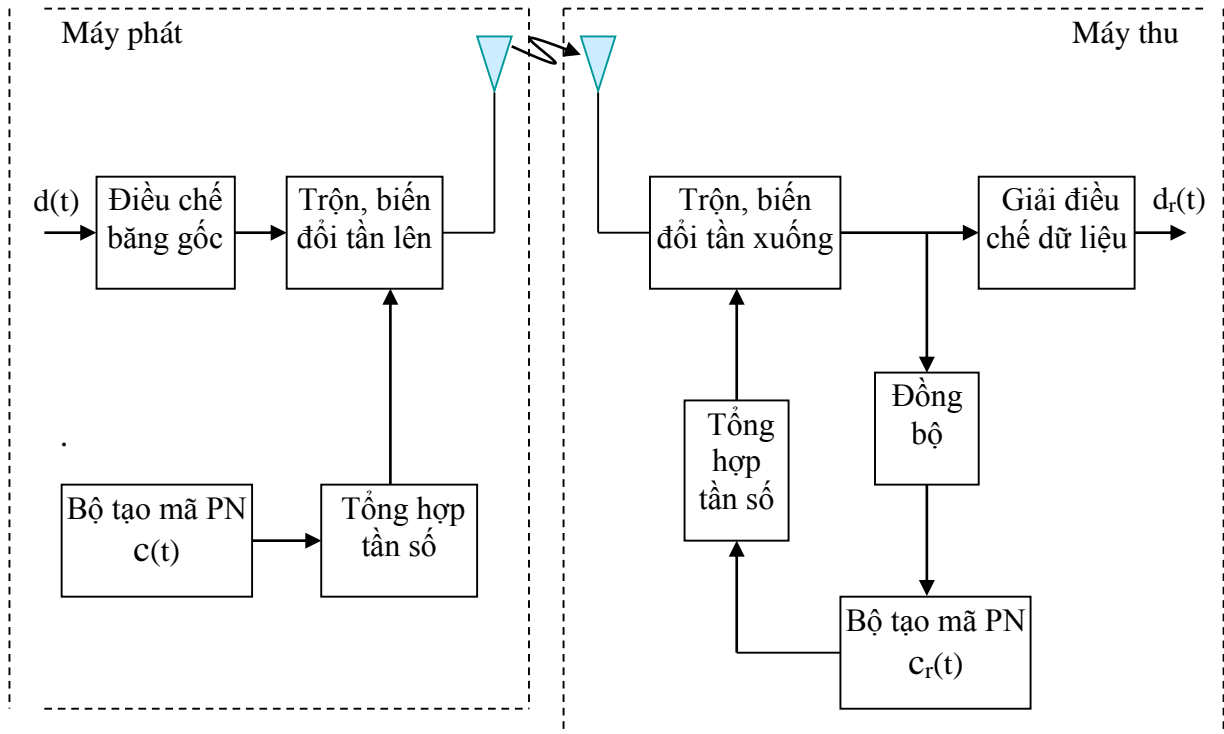 Máy phát
Máy thu
d(t)
Điều chế
băng gốc
Trộn, biến
đổi tần lên
Trộn, biến
đổi tần xuống
Giải điều
chế dữ liệu
dᵣ(t)
Đồng
bộ
Tổng
hợp
tần số
.
Bộ tạo mã PN
c(t)
Tổng hợp
tần số
Bộ tạo mã PN
cᵣ(t)